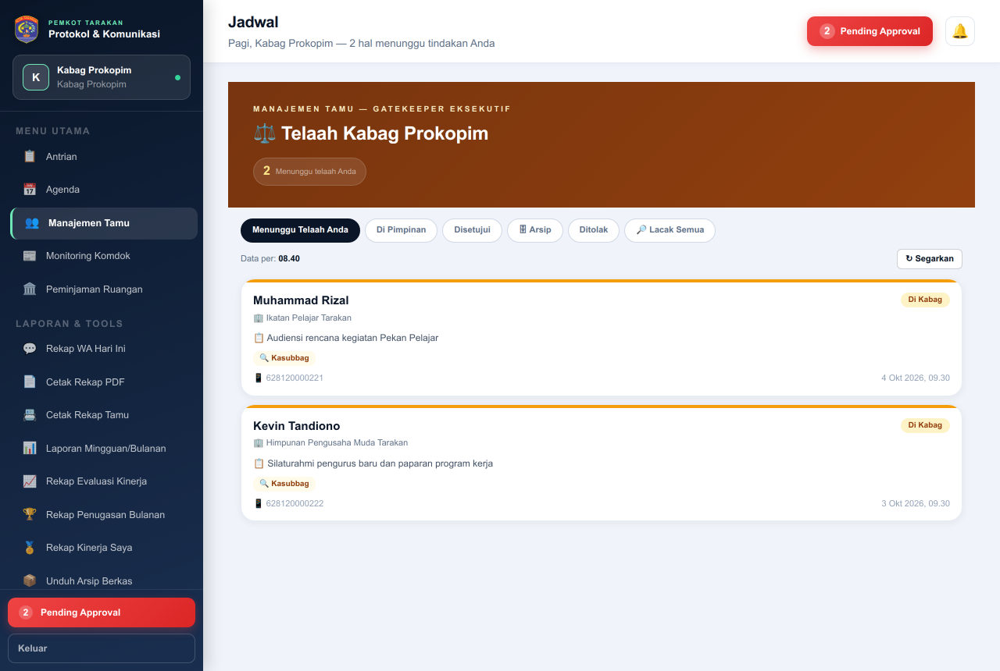 PEMKOT TARAKAN
Protokol & Komunikasi
K
Kabag Prokopim
Kabag Prokopim
MENU UTAMA
Antrian
Agenda
Manajemen Tamu
Monitoring Komdok
Peminjaman Ruangan
LAPORAN & TOOLS
Rekap WA Hari Ini
Cetak Rekap PDF
Cetak Rekap Tamu
Laporan Mingguan/Bulanan
Rekap Evaluasi Kinerja
Rekap Penugasan Bulanan
Rekap Kinerja Saya
Unduh Arsip Berkas
2 Pending Approval
Keluar
Jadwal
Pagi, Kabag Prokopim — 2 hal menunggu tindakan Anda
2 Pending Approval
MANAJEMEN TAMU — GATEKEEPER EKSEKUTIF
Telaah Kabag Prokopim
2 Menunggu telaah Anda
Menunggu Telaah Anda Di Pimpinan Disetujui Arsip Ditolak Lacak Semua
Data per: 08.40
↻ Segarkan
Muhammad Rizal Di Kabag
Ikatan Pelajar Tarakan
Audiensi rencana kegiatan Pekan Pelajar
Kasubbag
628120000221 4 Okt 2026, 09.30
Kevin Tandiono Di Kabag
Himpunan Pengusaha Muda Tarakan
Silaturahmi pengurus baru dan paparan program kerja
Kasubbag
628120000222 3 Okt 2026, 09.30